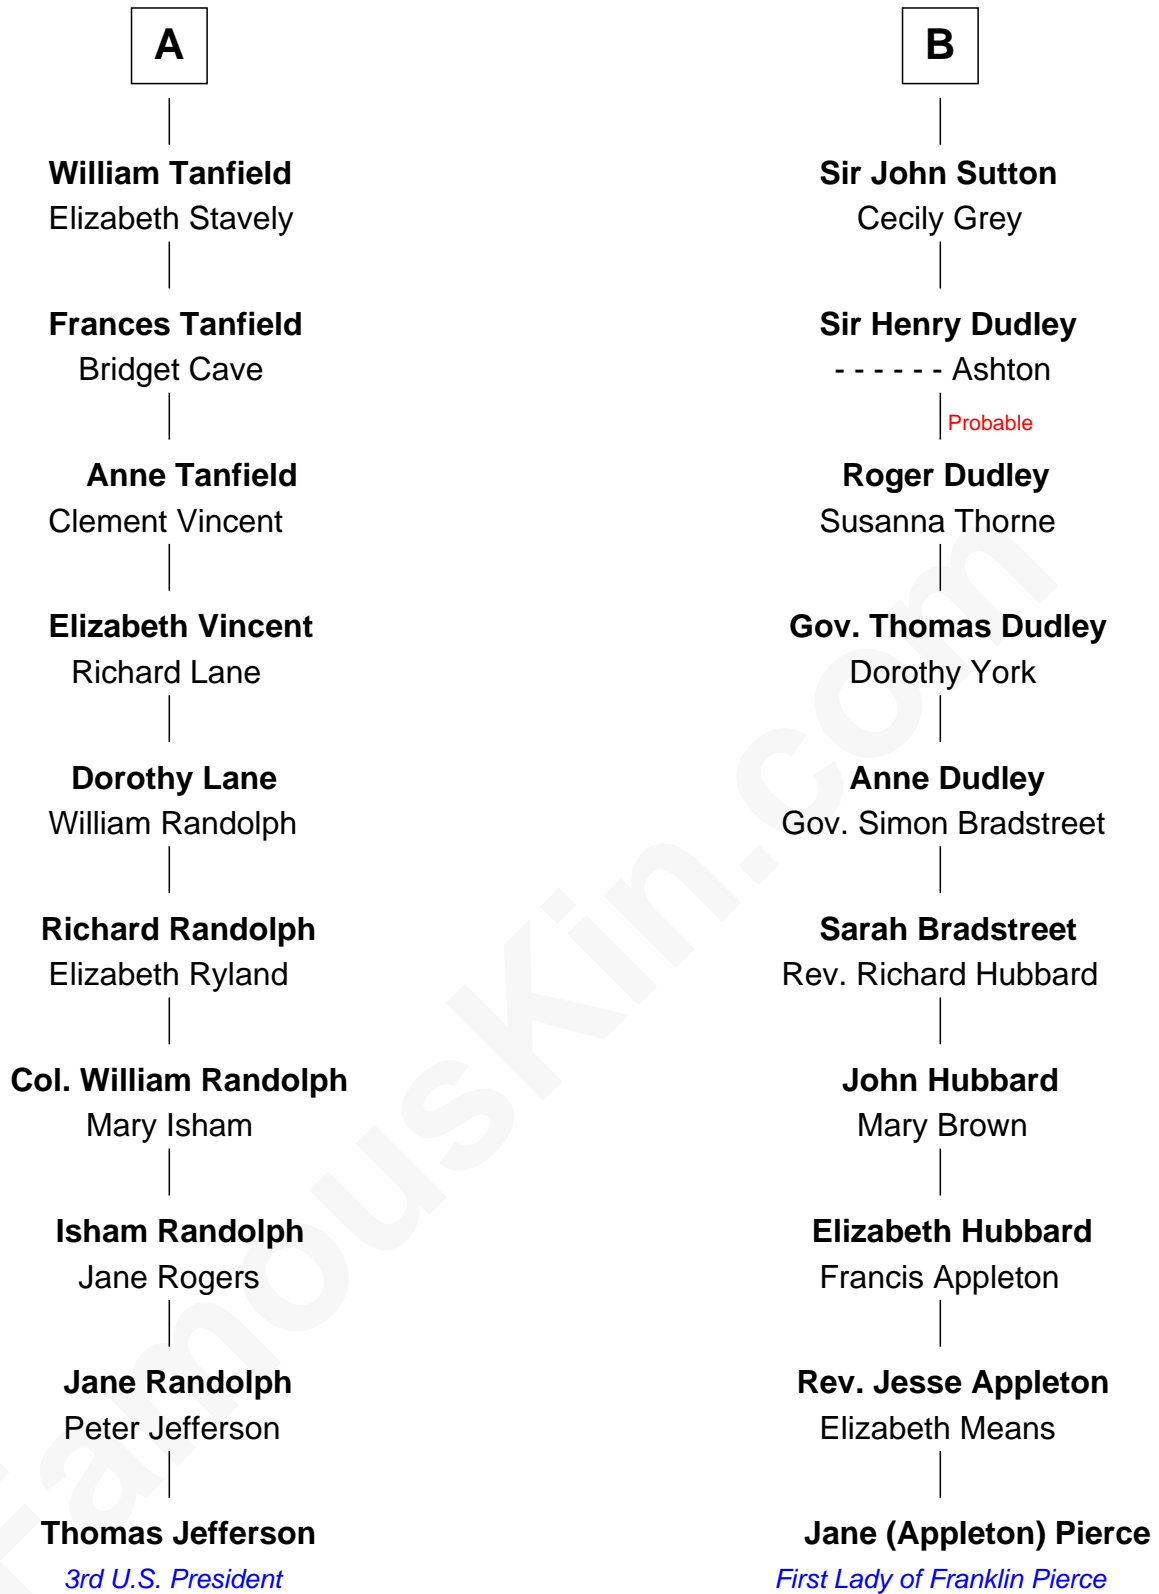 A
William Tanfield
Elizabeth Stavely
Frances Tanfield
Bridget Cave
Anne Tanfield
Clement Vincent
Elizabeth Vincent
Richard Lane
Dorothy Lane
William Randolph
Richard Randolph
Elizabeth Ryland
Col. William Randolph
Mary Isham
Isham Randolph
Jane Rogers
Jane Randolph
Peter Jefferson
Thomas Jefferson
3rd U.S. President
B
Sir John Sutton
Cecily Grey
Sir Henry Dudley
- - - - - - Ashton
Probable
Roger Dudley
Susanna Thorne
Gov. Thomas Dudley
Dorothy York
Anne Dudley
Gov. Simon Bradstreet
Sarah Bradstreet
Rev. Richard Hubbard
John Hubbard
Mary Brown
Elizabeth Hubbard
Francis Appleton
Rev. Jesse Appleton
Elizabeth Means
Jane (Appleton) Pierce
First Lady of Franklin Pierce
FamousKin.com